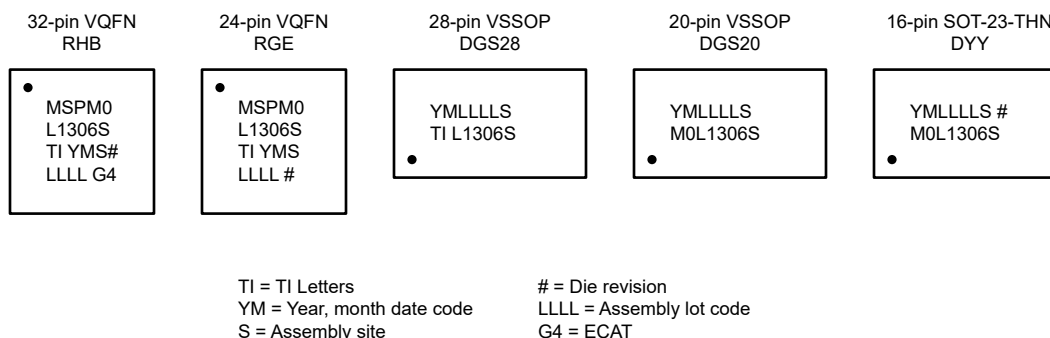 32-pin VQFN
RHB
MSPM0
L1306S
TI YMS#
LLLL G4
24-pin VQFN
RGE
MSPM0
L1306S
TI YMS
LLLL #
28-pin VSSOP
DGS28
YMLLLLS
TI L1306S
20-pin VSSOP
DGS20
YMLLLLS
M0L1306S
16-pin SOT-23-THN
DYY
YMLLLLS #
M0L1306S
TI = TI Letters
YM = Year, month date code
S = Assembly site
# = Die revision
LLLL = Assembly lot code
G4 = ECAT